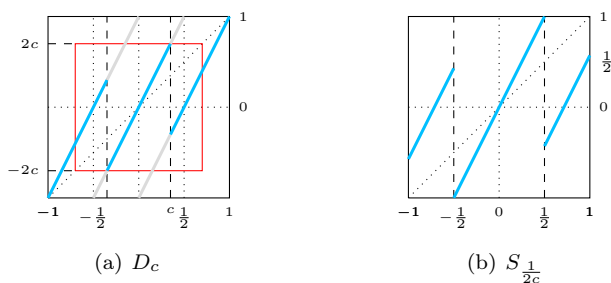 1
2c
0
−2c
−1 −1/2 c 1/2 1
(a) D_c
1
1/2
0
−1 −1/2 0 1/2 1
(b) S_{1/2c}